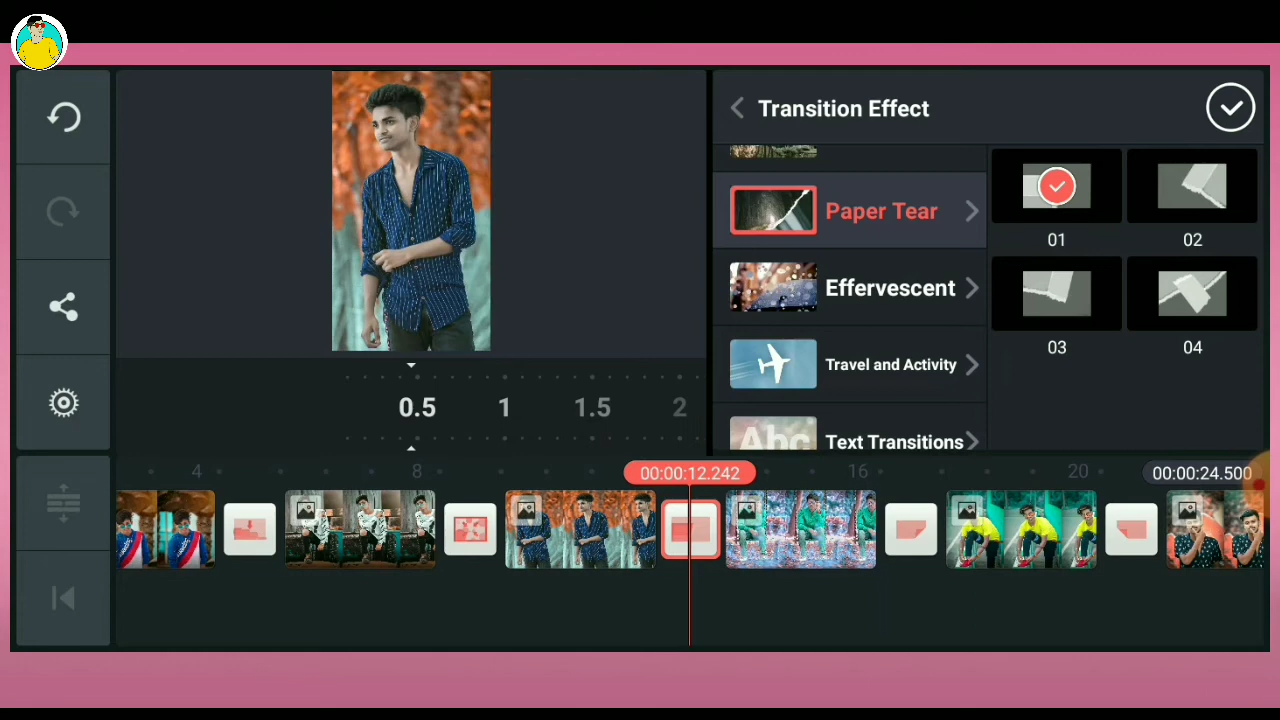 Transition Effect
Paper Tear
Effervescent
Travel and Activity
Abc
Text Transitions
01
02
03
04
0.5 1 1.5 2
4 8 00:00:12.242 16 20 00:00:24.500